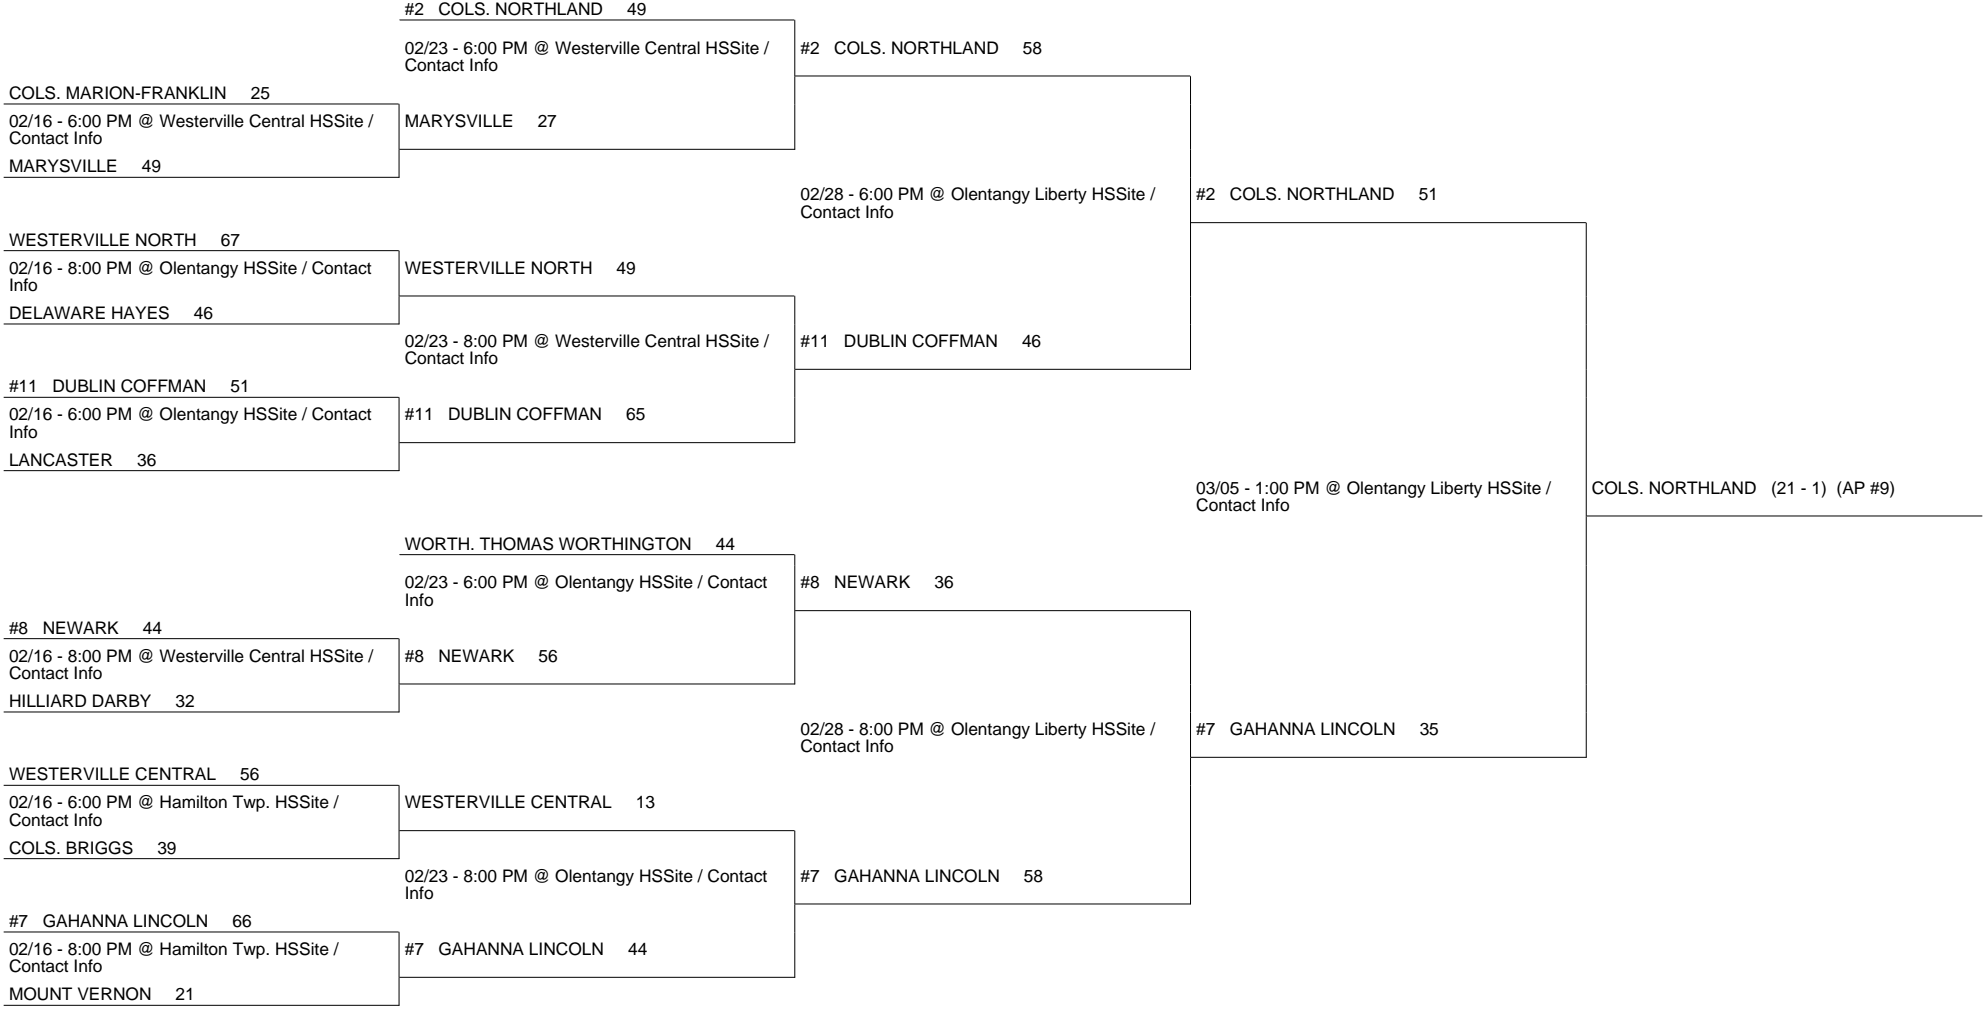 #2 COLS. NORTHLAND 49
02/23 - 6:00 PM @ Westerville Central HSSite /
Contact Info
#2 COLS. NORTHLAND 58
COLS. MARION-FRANKLIN 25
02/16 - 6:00 PM @ Westerville Central HSSite /
Contact Info
MARYSVILLE 27
MARYSVILLE 49
02/28 - 6:00 PM @ Olentangy Liberty HSSite /
Contact Info
#2 COLS. NORTHLAND 51
WESTERVILLE NORTH 67
02/16 - 8:00 PM @ Olentangy HSSite / Contact
Info
WESTERVILLE NORTH 49
DELAWARE HAYES 46
02/23 - 8:00 PM @ Westerville Central HSSite /
Contact Info
#11 DUBLIN COFFMAN 46
#11 DUBLIN COFFMAN 51
02/16 - 6:00 PM @ Olentangy HSSite / Contact
Info
#11 DUBLIN COFFMAN 65
LANCASTER 36
03/05 - 1:00 PM @ Olentangy Liberty HSSite /
Contact Info
COLS. NORTHLAND (21 - 1) (AP #9)
WORTH. THOMAS WORTHINGTON 44
02/23 - 6:00 PM @ Olentangy HSSite / Contact
Info
#8 NEWARK 36
#8 NEWARK 44
02/16 - 8:00 PM @ Westerville Central HSSite /
Contact Info
#8 NEWARK 56
HILLIARD DARBY 32
02/28 - 8:00 PM @ Olentangy Liberty HSSite /
Contact Info
#7 GAHANNA LINCOLN 35
WESTERVILLE CENTRAL 56
02/16 - 6:00 PM @ Hamilton Twp. HSSite /
Contact Info
WESTERVILLE CENTRAL 13
COLS. BRIGGS 39
02/23 - 8:00 PM @ Olentangy HSSite / Contact
Info
#7 GAHANNA LINCOLN 58
#7 GAHANNA LINCOLN 66
02/16 - 8:00 PM @ Hamilton Twp. HSSite /
Contact Info
#7 GAHANNA LINCOLN 44
MOUNT VERNON 21